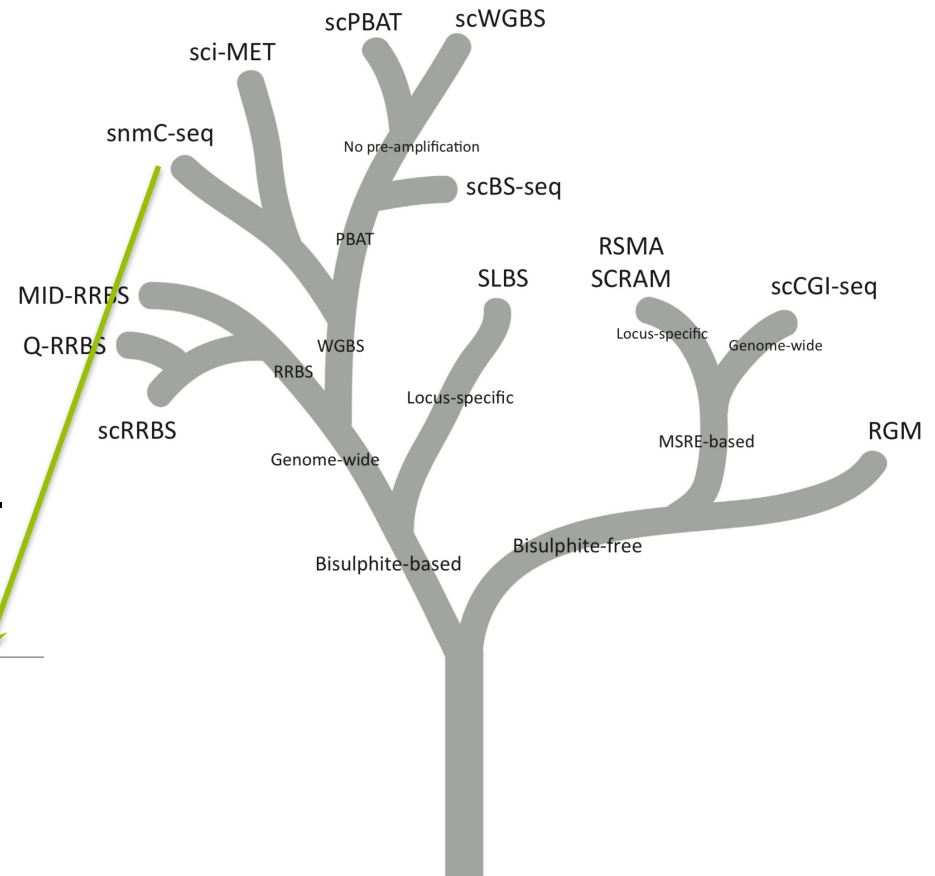 scPBAT
scWGBS
sci-MET
snmC-seq
No pre-amplification
scBS-seq
PBAT
RSMA
SCRAM
SLBS
scCGI-seq
MID-RRBS
Locus-specific
Q-RRBS
WGBS
Genome-wide
RRBS
Locus-specific
scRRBS
MSRE-based
RGM
Genome-wide
Bisulphite-free
Bisulphite-based